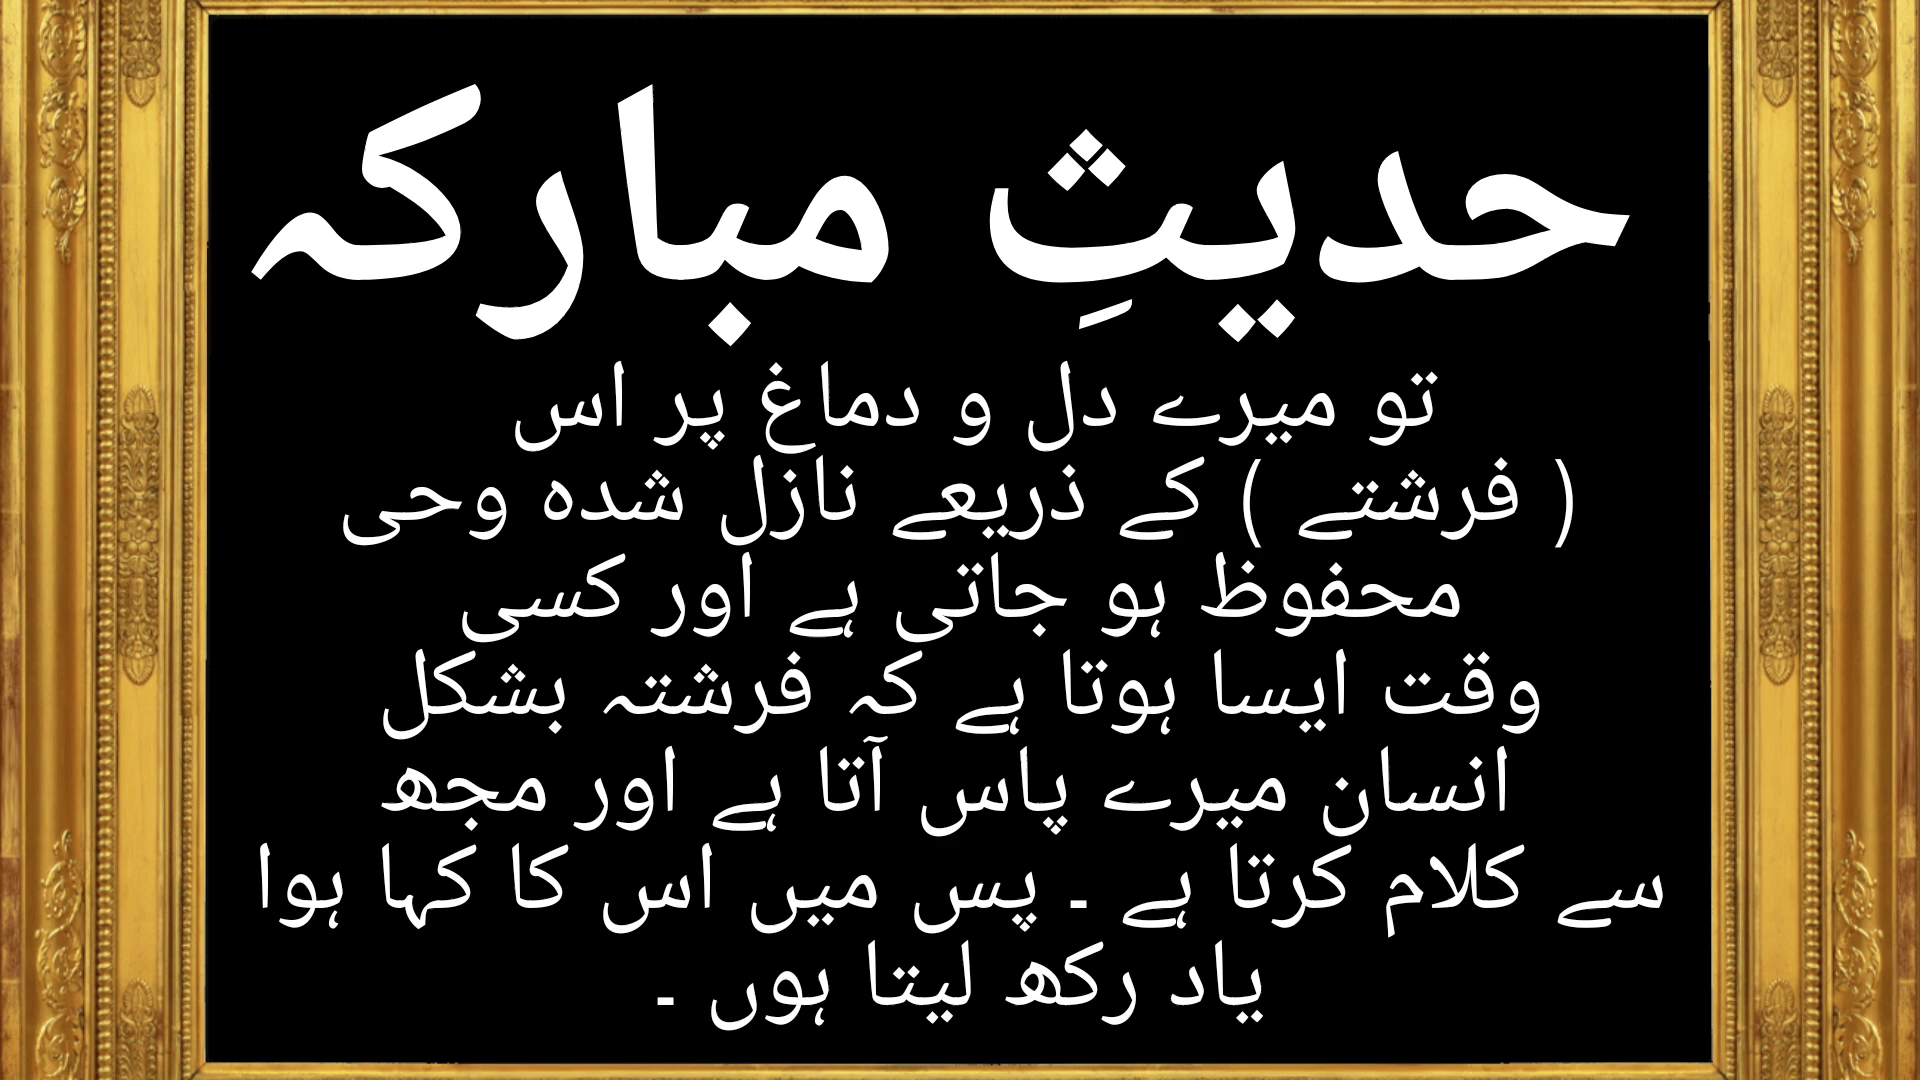 حدیثِ مبارکہ
تو میرے دل و دماغ پر اس
( فرشتے ) کے ذریعے نازل شدہ وحی
محفوظ ہو جاتی ہے اور کسی
وقت ایسا ہوتا ہے کہ فرشتہ بشکل
انسان میرے پاس آتا ہے اور مجھ
سے کلام کرتا ہے ۔ پس میں اس کا کہا ہوا
یاد رکھ لیتا ہوں ۔